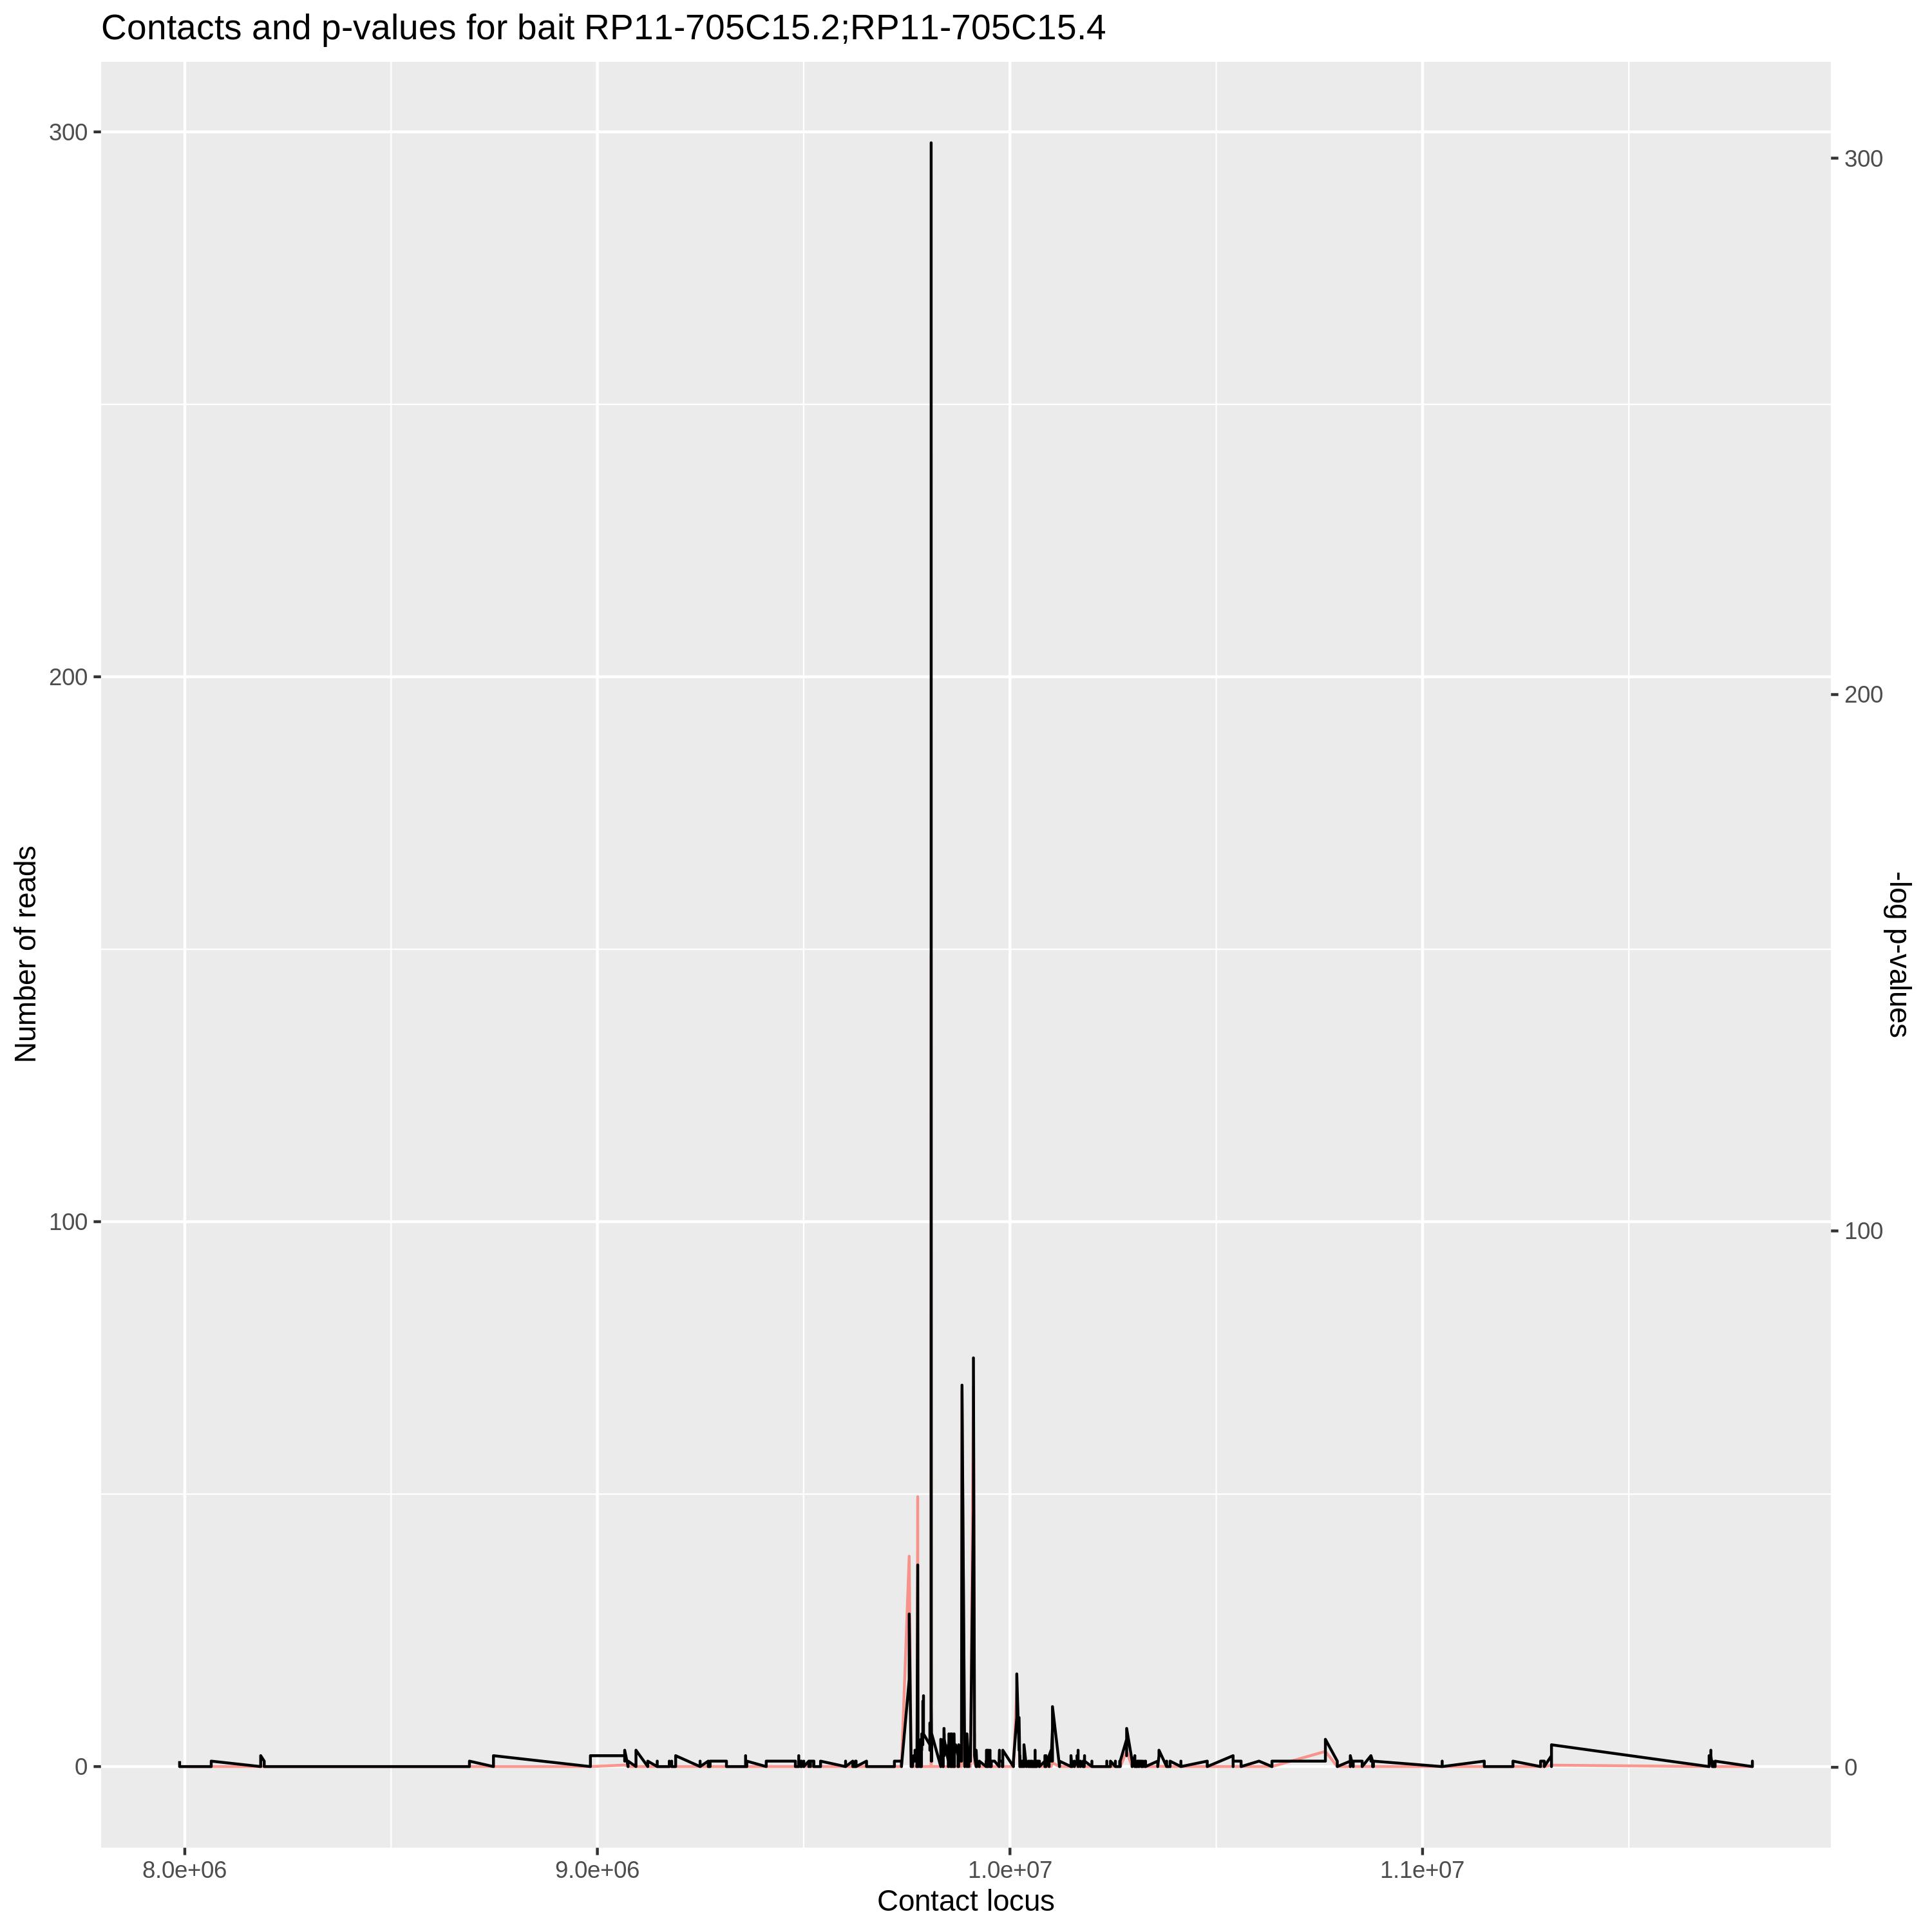 Contacts and p-values for bait RP11-705C15.2;RP11-705C15.4
300
200
100
0
Number of reads
300
200
100
0
-log p-values
8.0e+06 9.0e+06 1.0e+07 1.1e+07
Contact locus